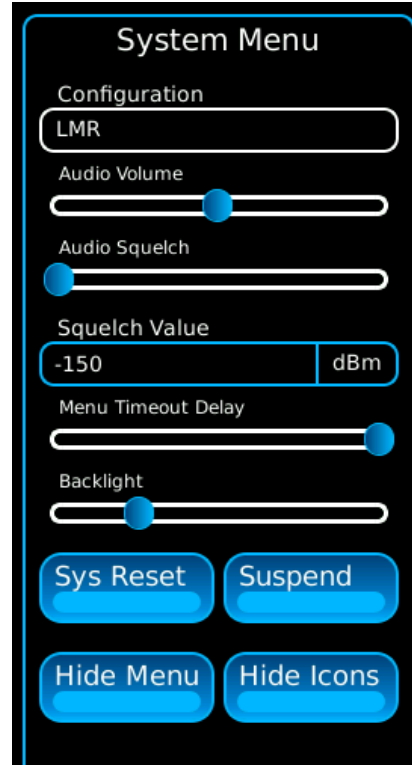 System Menu
Configuration
LMR
Audio Volume
Audio Squelch
Squelch Value
-150 dBm
Menu Timeout Delay
Backlight
Sys Reset Suspend
Hide Menu Hide Icons